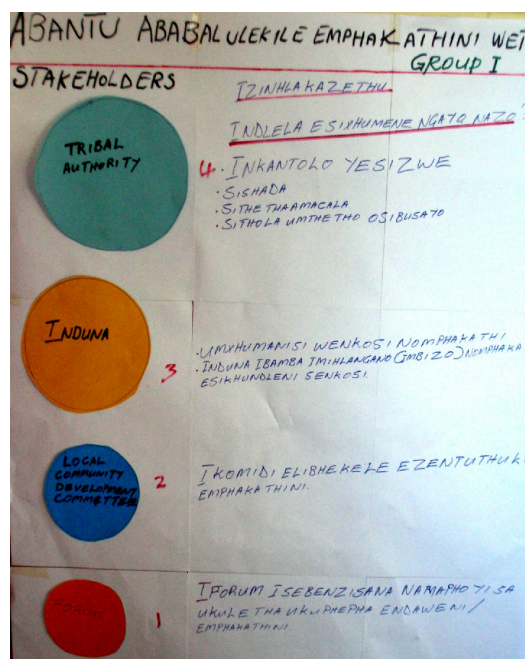 ABANTU ABABALULEKILE EMPHAKATHINI WET
GROUP I
STAKEHOLDERS
IZINHLAKAZETHU
INDLELA ESIXHUMENE NGAYO NAZO
TRIBAL
AUTHORITY
4. INKANTOLO YESIZWE
. SISHADA
. SITHETHAAMACALA
. SITHOLA UMTHETHO OSIBUSAYO
INDUNA
3
. UMXHUMANISI WENKOSI NOMPHAKATHI
. INDUNA IBAMBA IMIHLANGANO (IMBIZO) NOMPHAKA
ESIKHUNDLENI SENKOSI.
LOCAL
COMMUNITY
DEVELOPMENT
COMMITTEE
2
IKOMIDI ELIBHEKELE EZENTUTHUK
EMPHAKATHINI.
FORUM
1
IFORUM ISEBENZISANA NAMAPHOYISA
UKULETHA UKUPHEPHA ENDAWENI/
EMPHAKATHINI.